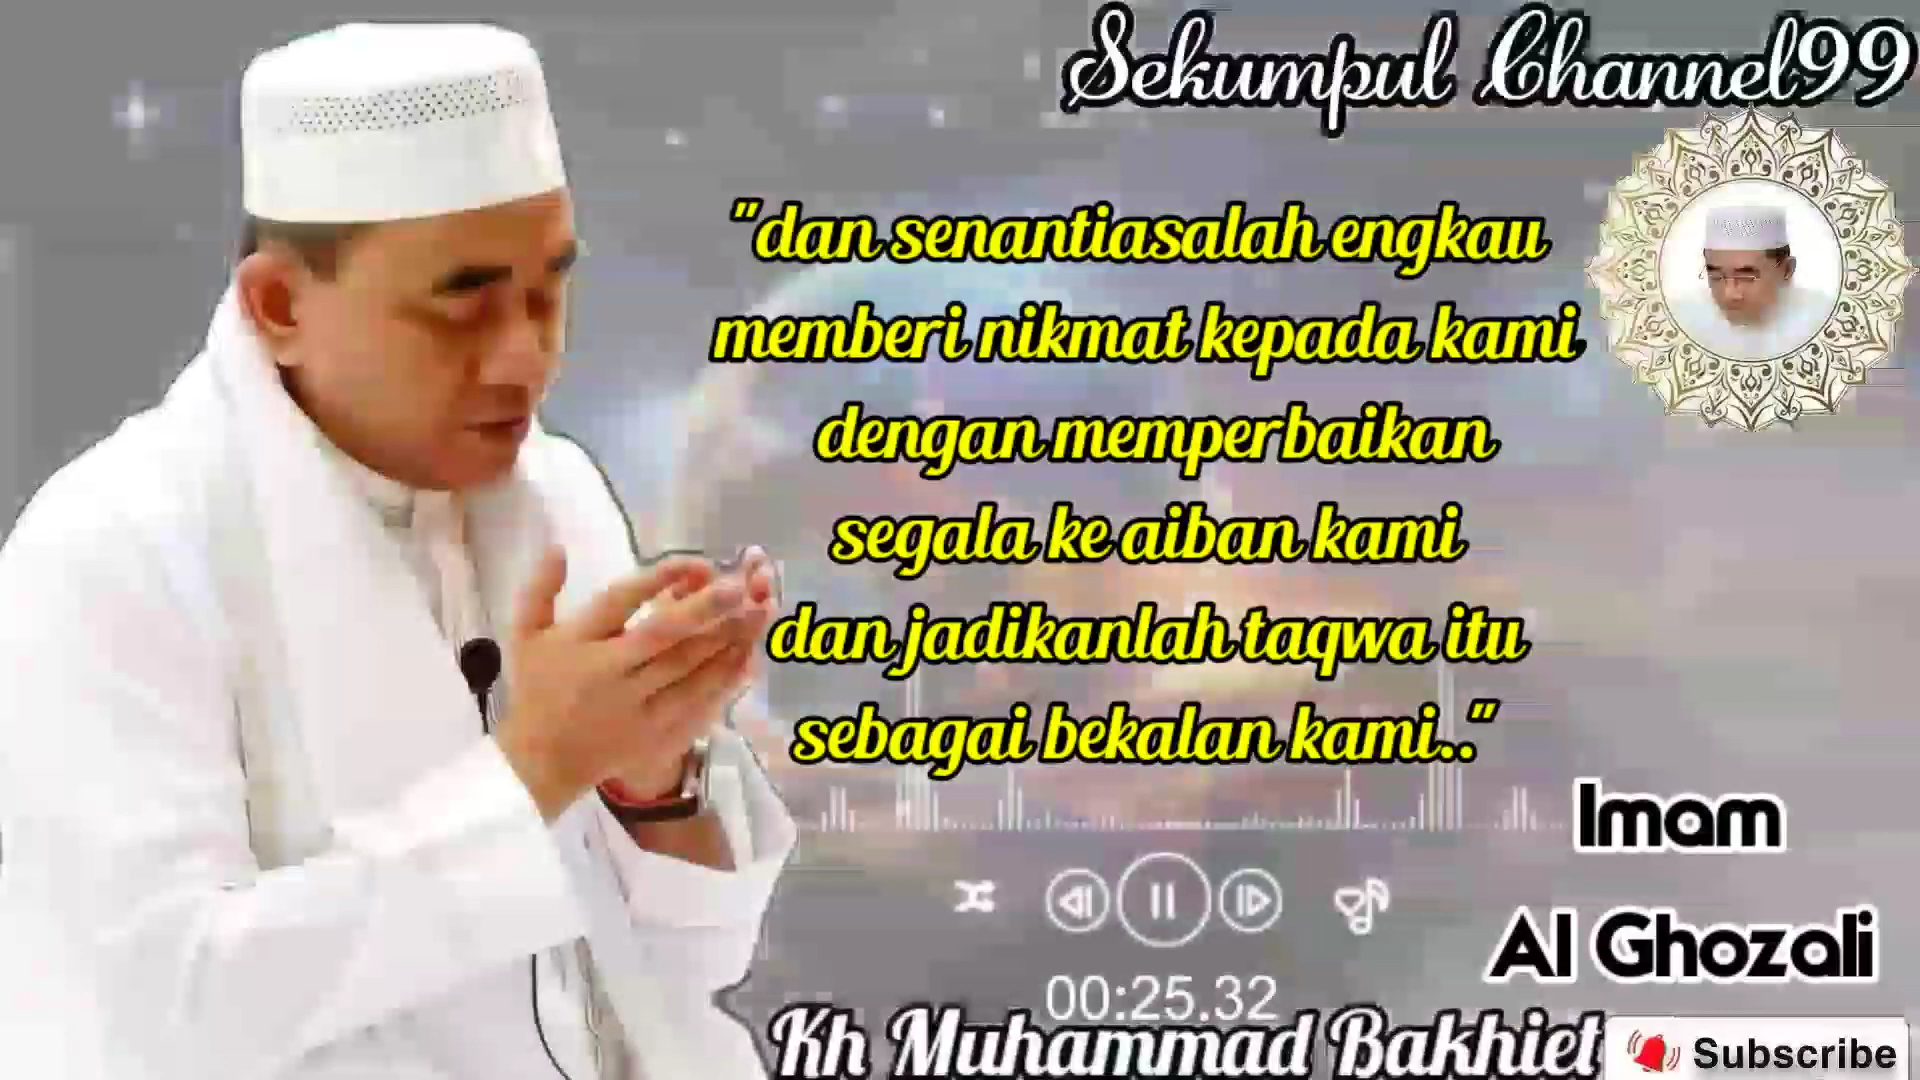 Sekumpul Channel99
"dan senantiasalah engkau
memberi nikmat kepada kami
dengan memperbaikan
segala ke aiban kami
dan jadikanlah taqwa itu
sebagai bekalan kami.."
Imam
Al Ghozali
00:25.32
Kh Muhammad Bakhiet
Subscribe